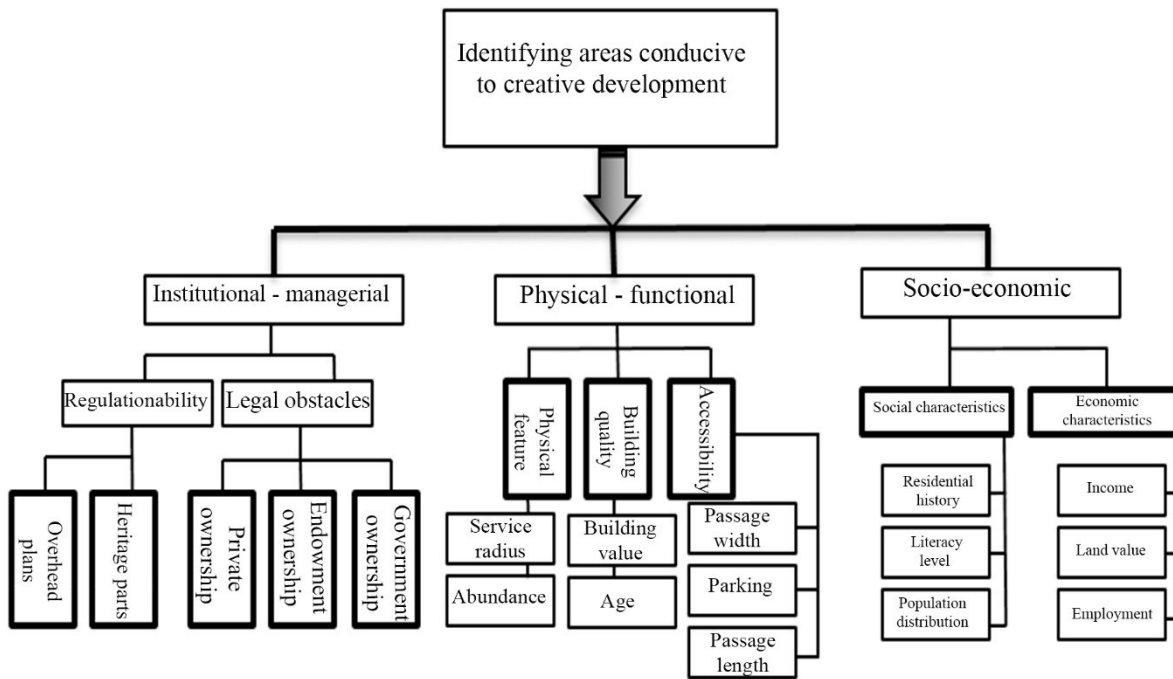 Identifying areas conducive
to creative development
Institutional - managerial
Physical - functional
Socio-economic
Regulationability
Legal obstacles
Physical
feature
Building
quality
Accessibility
Social characteristics
Economic
characteristics
Overhead
plans
Heritage parts
Private
ownership
Endowment
ownership
Government
ownership
Service
radius
Abundance
Building
value
Age
Passage
width
Parking
Passage
length
Residential
history
Literacy
level
Population
distribution
Income
Land value
Employment